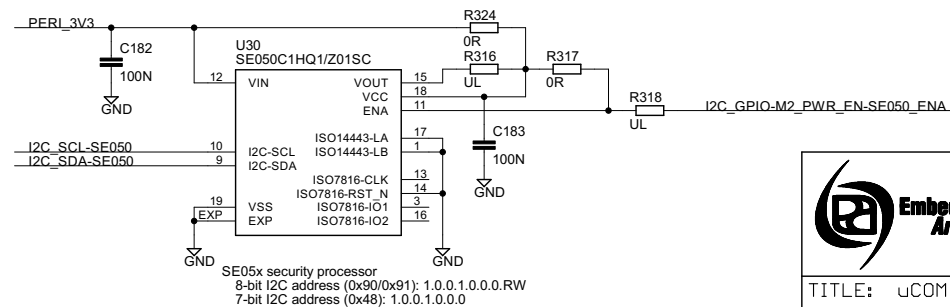 PERI_3V3
C182
100N
GND
U30
SE050C1HQ1/Z01SC
12 VIN
VOUT 15
VCC 18
ENA 11
R324
0R
R316
UL
R317
0R
R318
UL
I2C_GPIO-M2_PWR_EN-SE050_ENA
C183
100N
GND
ISO14443-LA 17
ISO14443-LB 1
I2C_SCL-SE050 10 I2C-SCL
I2C_SDA-SE050 9 I2C-SDA
ISO7816-CLK 13
ISO7816-RST_N 14
ISO7816-IO1 3
ISO7816-IO2 16
19 VSS
EXP EXP
GND
GND
SE05x security processor
8-bit I2C address (0x90/0x91): 1.0.0.1.0.0.0.RW
7-bit I2C address (0x48): 1.0.0.1.0.0.0
TITLE: uCOM